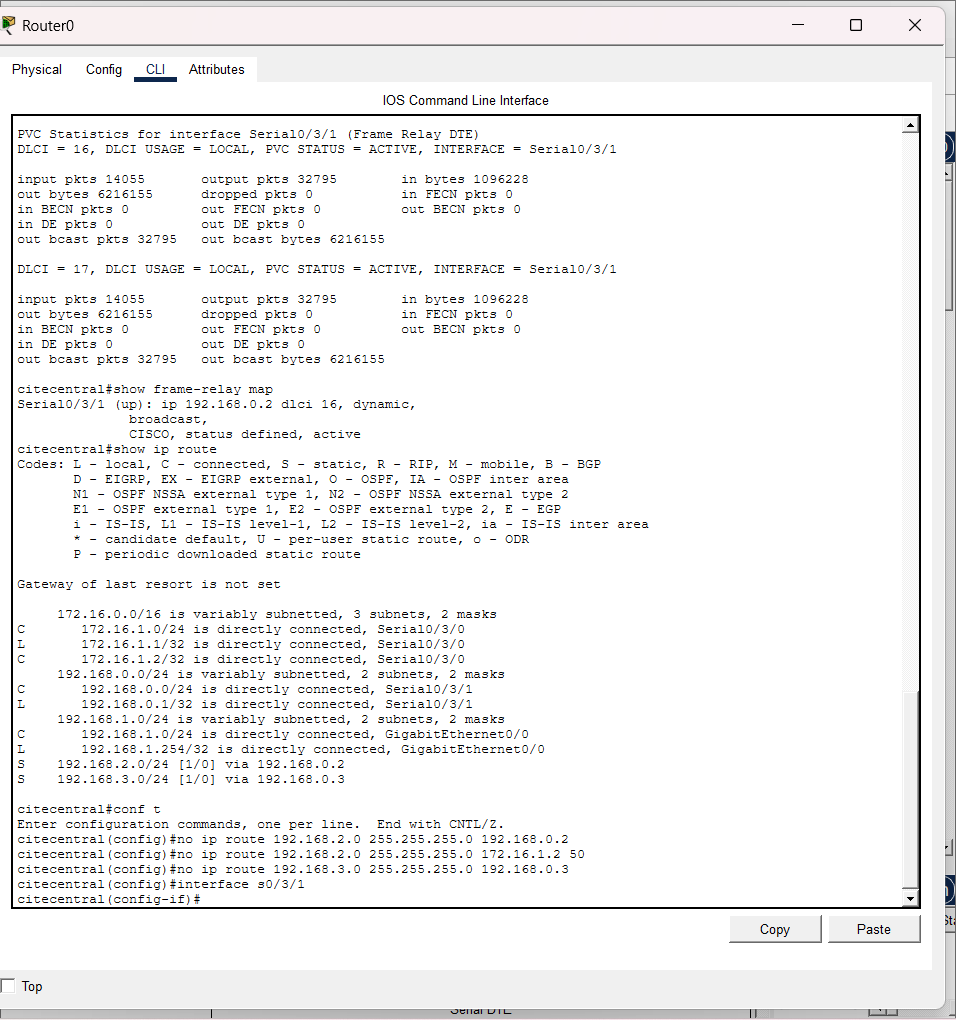 Router0
Physical Config CLI Attributes
IOS Command Line Interface
PVC Statistics for interface Serial0/3/1 (Frame Relay DTE)
DLCI = 16, DLCI USAGE = LOCAL, PVC STATUS = ACTIVE, INTERFACE = Serial0/3/1
input pkts 14055 output pkts 32795 in bytes 1096228
out bytes 6216155 dropped pkts 0 in FECN pkts 0
in BECN pkts 0 out FECN pkts 0 out BECN pkts 0
in DE pkts 0 out DE pkts 0
out bcast pkts 32795 out bcast bytes 6216155
DLCI = 17, DLCI USAGE = LOCAL, PVC STATUS = ACTIVE, INTERFACE = Serial0/3/1
input pkts 14055 output pkts 32795 in bytes 1096228
out bytes 6216155 dropped pkts 0 in FECN pkts 0
in BECN pkts 0 out FECN pkts 0 out BECN pkts 0
in DE pkts 0 out DE pkts 0
out bcast pkts 32795 out bcast bytes 6216155
citecentral#show frame-relay map
Serial0/3/1 (up): ip 192.168.0.2 dlci 16, dynamic,
broadcast,
CISCO, status defined, active
citecentral#show ip route
Codes: L - local, C - connected, S - static, R - RIP, M - mobile, B - BGP
D - EIGRP, EX - EIGRP external, O - OSPF, IA - OSPF inter area
N1 - OSPF NSSA external type 1, N2 - OSPF NSSA external type 2
E1 - OSPF external type 1, E2 - OSPF external type 2, E - EGP
i - IS-IS, L1 - IS-IS level-1, L2 - IS-IS level-2, ia - IS-IS inter area
* - candidate default, U - per-user static route, o - ODR
P - periodic downloaded static route
Gateway of last resort is not set
172.16.0.0/16 is variably subnetted, 3 subnets, 2 masks
C 172.16.1.0/24 is directly connected, Serial0/3/0
L 172.16.1.1/32 is directly connected, Serial0/3/0
C 172.16.1.2/32 is directly connected, Serial0/3/0
192.168.0.0/24 is variably subnetted, 2 subnets, 2 masks
C 192.168.0.0/24 is directly connected, Serial0/3/1
L 192.168.0.1/32 is directly connected, Serial0/3/1
192.168.1.0/24 is variably subnetted, 2 subnets, 2 masks
C 192.168.1.0/24 is directly connected, GigabitEthernet0/0
L 192.168.1.254/32 is directly connected, GigabitEthernet0/0
S 192.168.2.0/24 [1/0] via 192.168.0.2
S 192.168.3.0/24 [1/0] via 192.168.0.3
citecentral#conf t
Enter configuration commands, one per line. End with CNTL/Z.
citecentral(config)#no ip route 192.168.2.0 255.255.255.0 192.168.0.2
citecentral(config)#no ip route 192.168.2.0 255.255.255.0 172.16.1.2 50
citecentral(config)#no ip route 192.168.3.0 255.255.255.0 192.168.0.3
citecentral(config)#interface s0/3/1
citecentral(config-if)#
Copy Paste
Top
Serial DTE